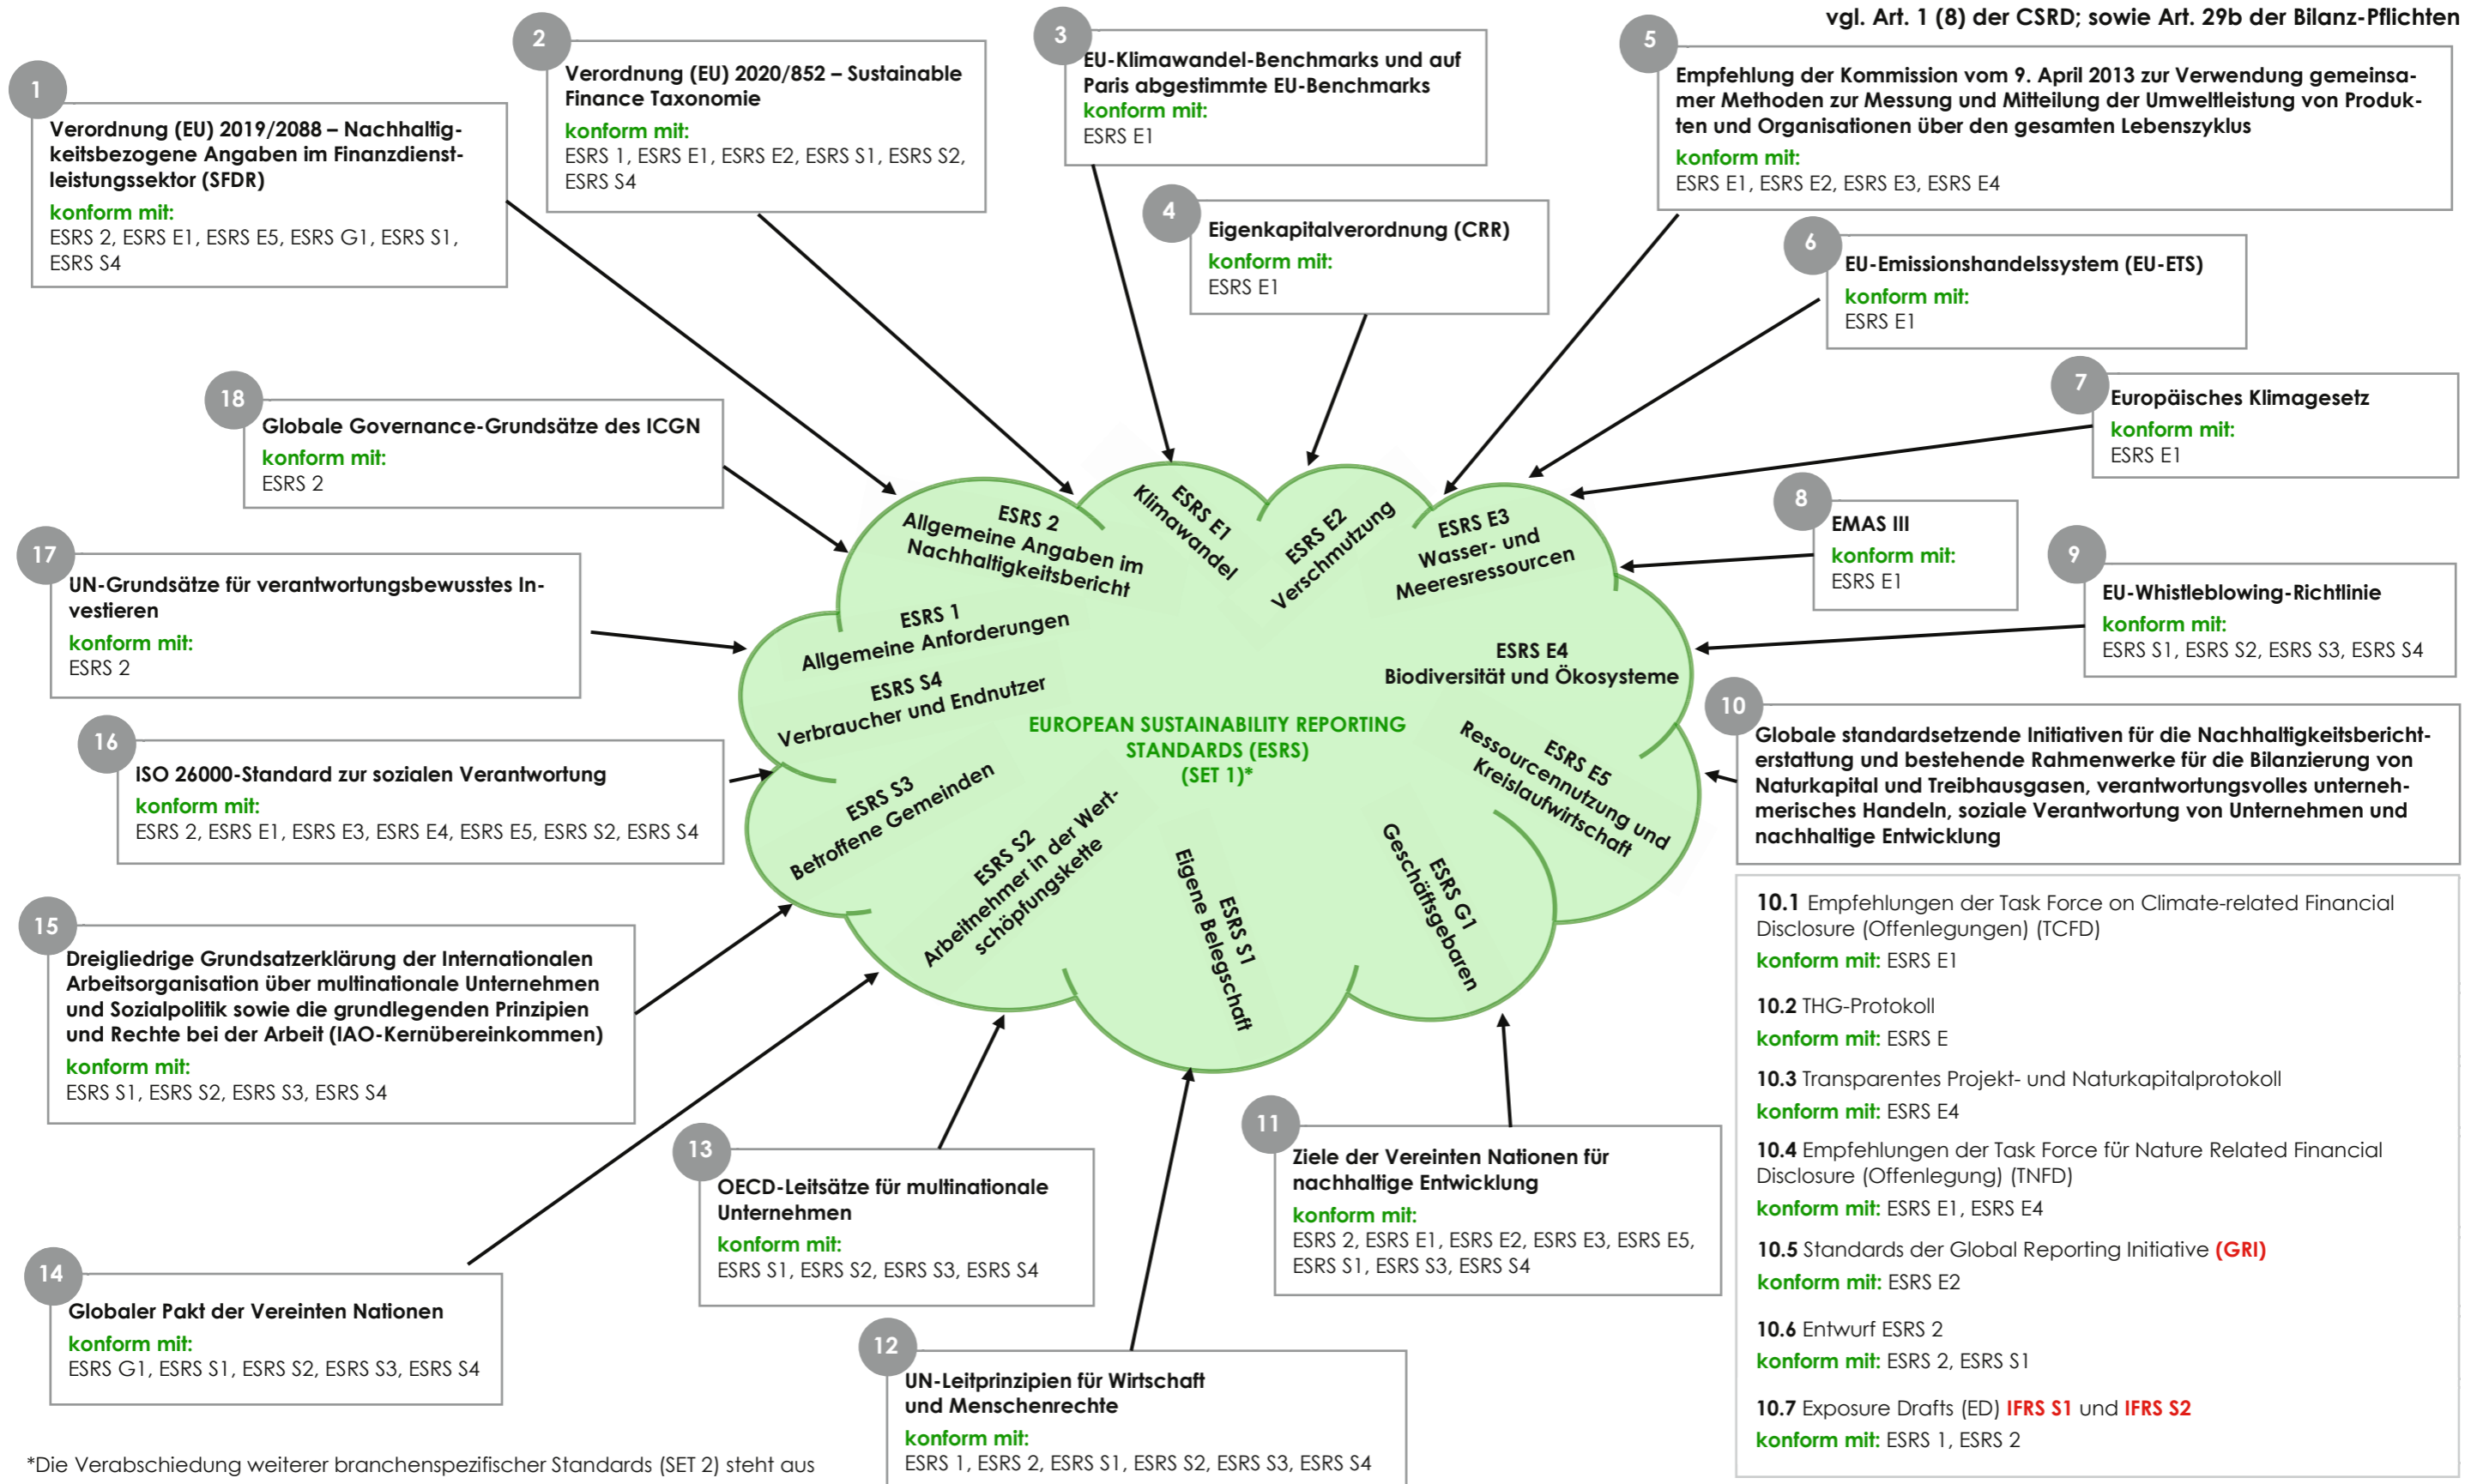 vgl. Art. 1 (8) der CSRD; sowie Art. 29b der Bilanz-Pflichten
1
Verordnung (EU) 2019/2088 – Nachhaltig-
keitsbezogene Angaben im Finanzdienst-
leistungssektor (SFDR)
konform mit:
ESRS 2, ESRS E1, ESRS E5, ESRS G1, ESRS S1,
ESRS S4
2
Verordnung (EU) 2020/852 – Sustainable
Finance Taxonomie
konform mit:
ESRS 1, ESRS E1, ESRS E2, ESRS S1, ESRS S2,
ESRS S4
3
EU-Klimawandel-Benchmarks und auf
Paris abgestimmte EU-Benchmarks
konform mit:
ESRS E1
4
Eigenkapitalverordnung (CRR)
konform mit:
ESRS E1
5
Empfehlung der Kommission vom 9. April 2013 zur Verwendung gemeinsa-
mer Methoden zur Messung und Mitteilung der Umweltleistung von Produk-
ten und Organisationen über den gesamten Lebenszyklus
konform mit:
ESRS E1, ESRS E2, ESRS E3, ESRS E4
6
EU-Emissionshandelssystem (EU-ETS)
konform mit:
ESRS E1
7
Europäisches Klimagesetz
konform mit:
ESRS E1
8
EMAS III
konform mit:
ESRS E1
9
EU-Whistleblowing-Richtlinie
konform mit:
ESRS S1, ESRS S2, ESRS S3, ESRS S4
10
Globale standardsetzende Initiativen für die Nachhaltigkeitsbericht-
erstattung und bestehende Rahmenwerke für die Bilanzierung von
Naturkapital und Treibhausgasen, verantwortungsvolles unterneh-
merisches Handeln, soziale Verantwortung von Unternehmen und
nachhaltige Entwicklung
10.1 Empfehlungen der Task Force on Climate-related Financial
Disclosure (Offenlegungen) (TCFD)
konform mit: ESRS E1
10.2 THG-Protokoll
konform mit: ESRS E
10.3 Transparentes Projekt- und Naturkapitalprotokoll
konform mit: ESRS E4
10.4 Empfehlungen der Task Force für Nature Related Financial
Disclosure (Offenlegung) (TNFD)
konform mit: ESRS E1, ESRS E4
10.5 Standards der Global Reporting Initiative (GRI)
konform mit: ESRS E2
10.6 Entwurf ESRS 2
konform mit: ESRS 2, ESRS S1
10.7 Exposure Drafts (ED) IFRS S1 und IFRS S2
konform mit: ESRS 1, ESRS 2
11
Ziele der Vereinten Nationen für
nachhaltige Entwicklung
konform mit:
ESRS 2, ESRS E1, ESRS E2, ESRS E3, ESRS E5,
ESRS S1, ESRS S3, ESRS S4
12
UN-Leitprinzipien für Wirtschaft
und Menschenrechte
konform mit:
ESRS 1, ESRS 2, ESRS S1, ESRS S2, ESRS S3, ESRS S4
13
OECD-Leitsätze für multinationale
Unternehmen
konform mit:
ESRS S1, ESRS S2, ESRS S3, ESRS S4
14
Globaler Pakt der Vereinten Nationen
konform mit:
ESRS G1, ESRS S1, ESRS S2, ESRS S3, ESRS S4
15
Dreigliedrige Grundsatzerklärung der Internationalen
Arbeitsorganisation über multinationale Unternehmen
und Sozialpolitik sowie die grundlegenden Prinzipien
und Rechte bei der Arbeit (IAO-Kernübereinkommen)
konform mit:
ESRS S1, ESRS S2, ESRS S3, ESRS S4
16
ISO 26000-Standard zur sozialen Verantwortung
konform mit:
ESRS 2, ESRS E1, ESRS E3, ESRS E4, ESRS E5, ESRS S2, ESRS S4
17
UN-Grundsätze für verantwortungsbewusstes In-
vestieren
konform mit:
ESRS 2
18
Globale Governance-Grundsätze des ICGN
konform mit:
ESRS 2
ESRS 2
Allgemeine Angaben im
Nachhaltigkeitsbericht
ESRS E1
Klimawandel
ESRS E2
Verschmutzung
ESRS E3
Wasser- und
Meeresressourcen
ESRS E4
Biodiversität und Ökosysteme
ESRS E5
Ressourcennutzung und
Kreislaufwirtschaft
ESRS G1
Geschäftsgebaren
ESRS S1
Eigene Belegschaft
ESRS S2
Arbeitnehmer in der Wert-
schöpfungskette
ESRS S3
Betroffene Gemeinden
ESRS S4
Verbraucher und Endnutzer
ESRS 1
Allgemeine Anforderungen
EUROPEAN SUSTAINABILITY REPORTING
STANDARDS (ESRS)
(SET 1)*
*Die Verabschiedung weiterer branchenspezifischer Standards (SET 2) steht aus